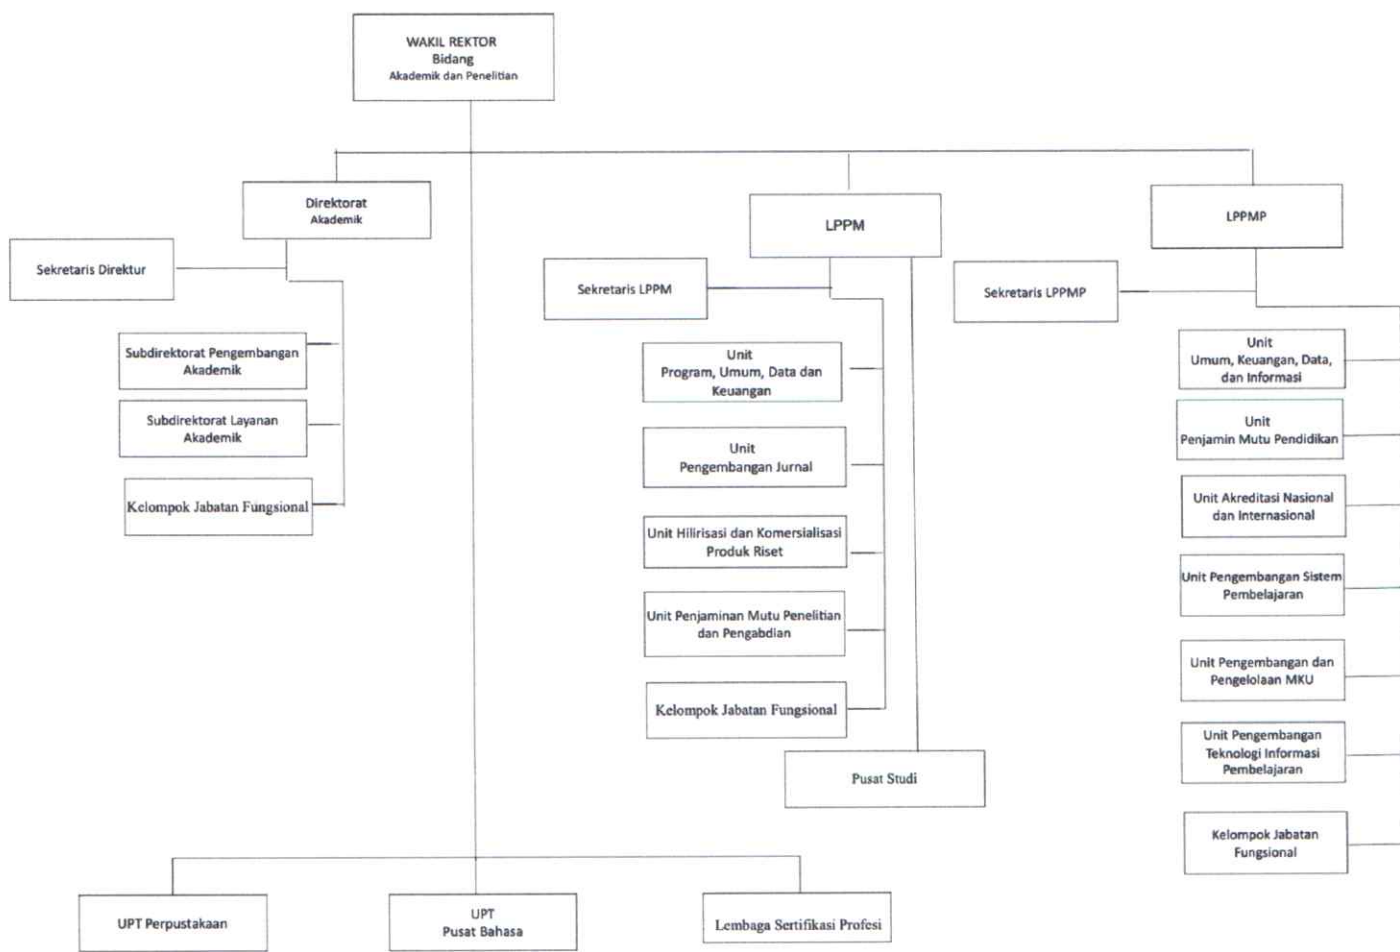 WAKIL REKTOR
Bidang
Akademik dan Penelitian
Direktorat
Akademik
LPPM
LPPMP
Sekretaris Direktur
Sekretaris LPPM
Sekretaris LPPMP
Subdirektorat Pengembangan
Akademik
Subdirektorat Layanan
Akademik
Kelompok Jabatan Fungsional
Unit
Program, Umum, Data dan
Keuangan
Unit
Pengembangan Jurnal
Unit Hilirisasi dan Komersialisasi
Produk Riset
Unit Penjaminan Mutu Penelitian
dan Pengabdian
Kelompok Jabatan Fungsional
Pusat Studi
Unit
Umum, Keuangan, Data,
dan Informasi
Unit
Penjamin Mutu Pendidikan
Unit Akreditasi Nasional
dan Internasional
Unit Pengembangan Sistem
Pembelajaran
Unit Pengembangan dan
Pengelolaan MKU
Unit Pengembangan
Teknologi Informasi
Pembelajaran
Kelompok Jabatan
Fungsional
UPT Perpustakaan
UPT
Pusat Bahasa
Lembaga Sertifikasi Profesi